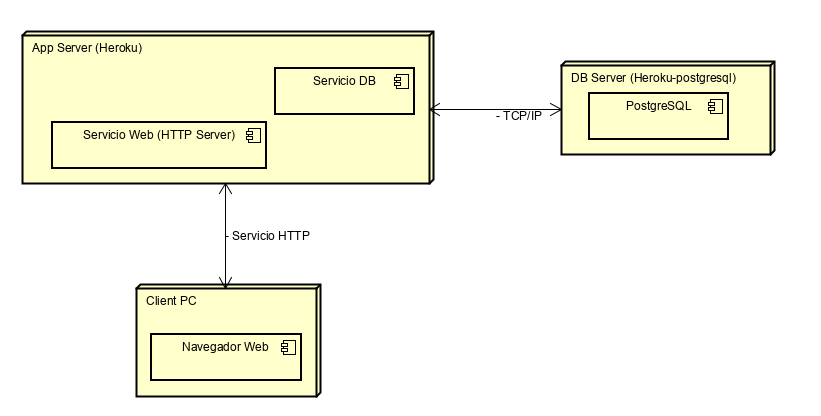 App Server (Heroku)
Servicio DB
Servicio Web (HTTP Server)
DB Server (Heroku-postgresql)
PostgreSQL
- TCP/IP
- Servicio HTTP
Client PC
Navegador Web